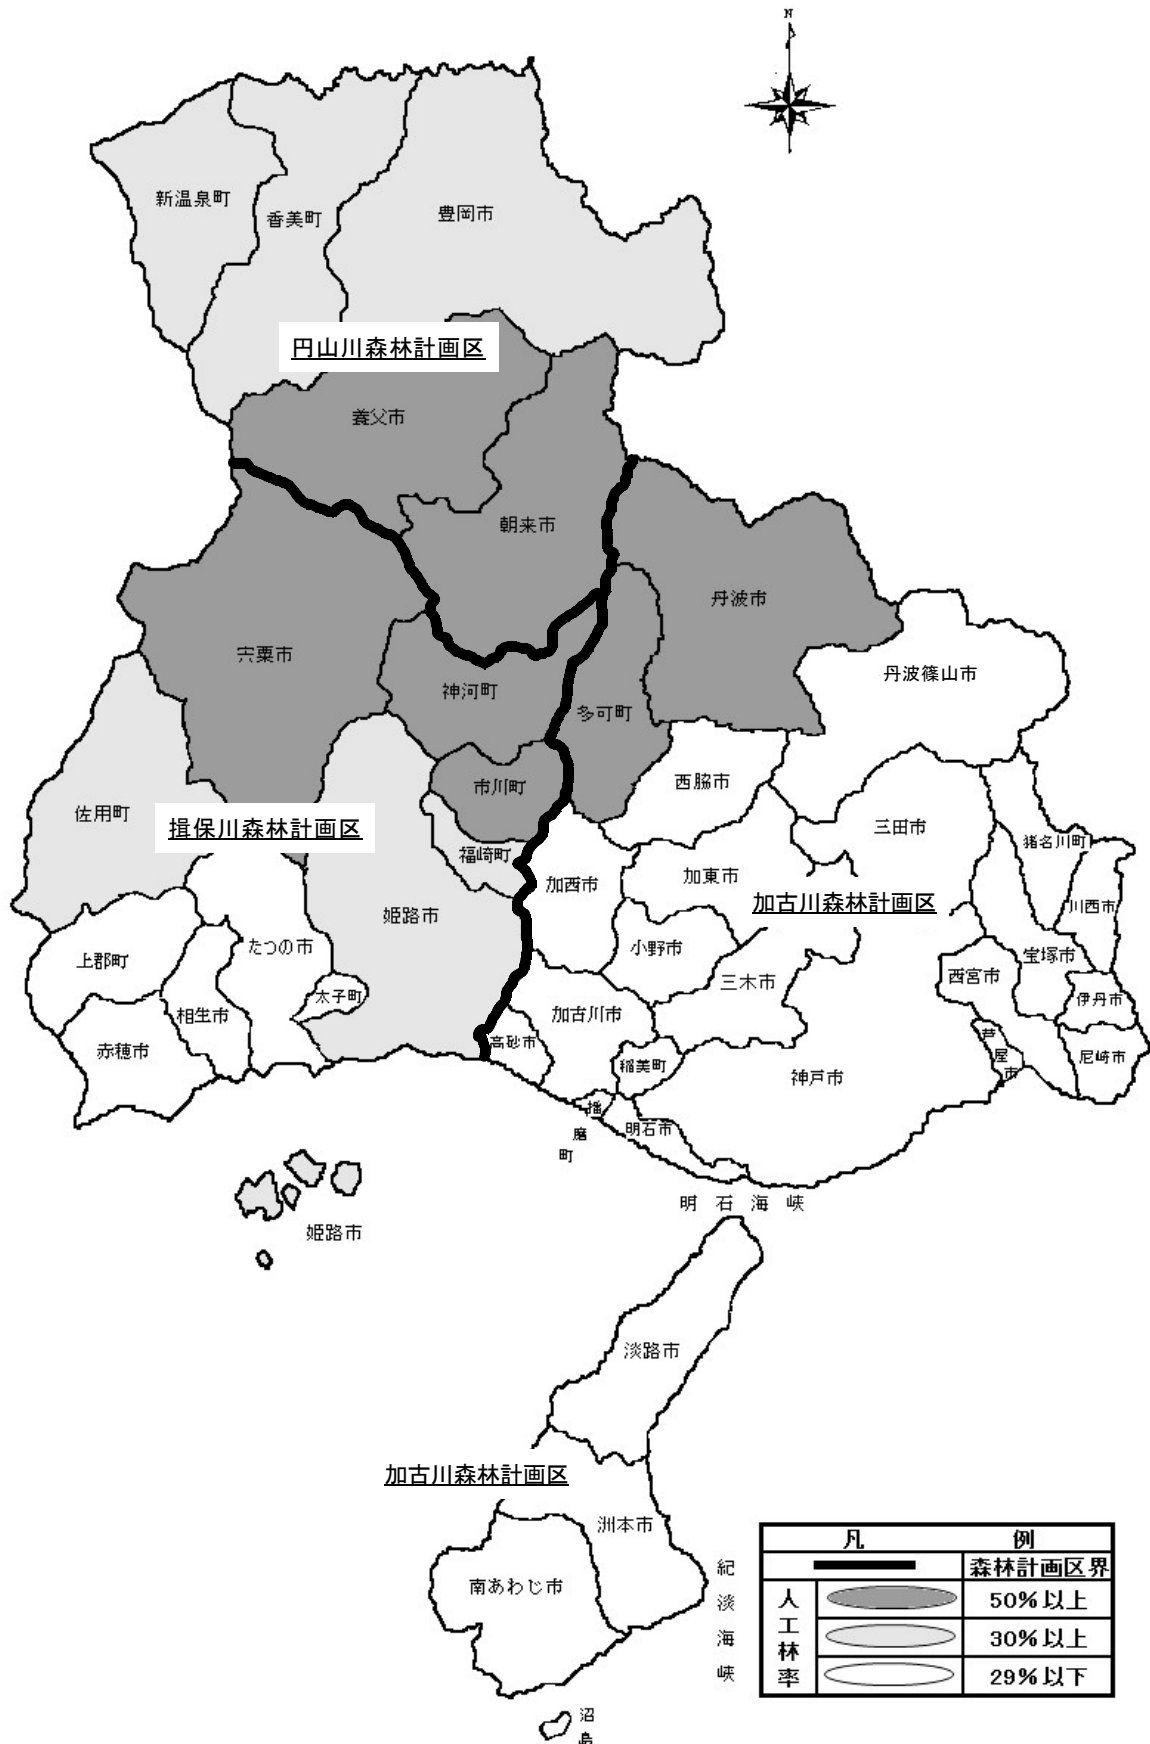 N
新温泉町
香美町
豊岡市
円山川森林計画区
養父市
朝来市
丹波市
宍粟市
丹波篠山市
神河町
多可町
西脇市
市川町
佐用町
揖保川森林計画区
三田市
猪名川町
福崎町
加西市
加東市
加古川森林計画区
川西市
姫路市
たつの市
小野市
上郡町
宝塚市
三木市
西宮市
太子町
伊丹市
相生市
加古川市
高砂市
赤穂市
芦屋市
尼崎市
稲美町
神戸市
播磨町
明石市
明石海峡
姫路市
淡路市
加古川森林計画区
洲本市
南あわじ市
紀淡海峡
沼島
凡 例
森林計画区界
人工林率
50%以上
30%以上
29%以下